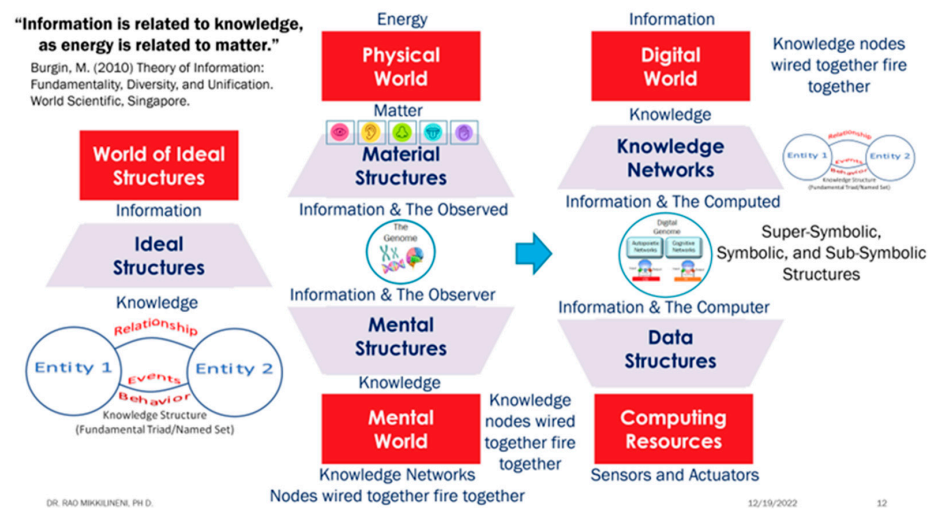 “Information is related to knowledge,
as energy is related to matter.”
Burgin, M. (2010) Theory of Information:
Fundamentality, Diversity, and Unification.
World Scientific, Singapore.
World of Ideal
Structures
Information
Ideal
Structures
Knowledge
Relationship
Entity 1
Entity 2
Events
Behavior
Knowledge Structure
(Fundamental Triad/Named Set)
Energy
Physical
World
Matter
Material
Structures
Information & The Observed
The
Genome
Information & The Observer
Mental
Structures
Knowledge
Mental
World
Knowledge Networks
Nodes wired together fire together
Knowledge
nodes wired
together fire
together
Information
Digital
World
Knowledge
Knowledge
Networks
Information & The Computed
Digital
Genome
Autopoietic
Networks
Cognitive
Networks
Information & The Computer
Data
Structures
Computing
Resources
Sensors and Actuators
Knowledge nodes
wired together fire
together
Relationship
Entity 1
Entity 2
Events
Behavior
Knowledge Structure
(Fundamental Triad/Named Set)
Super-Symbolic,
Symbolic, and Sub-Symbolic
Structures
DR. RAO MIKKILINENI, PH D.
12/19/2022
12